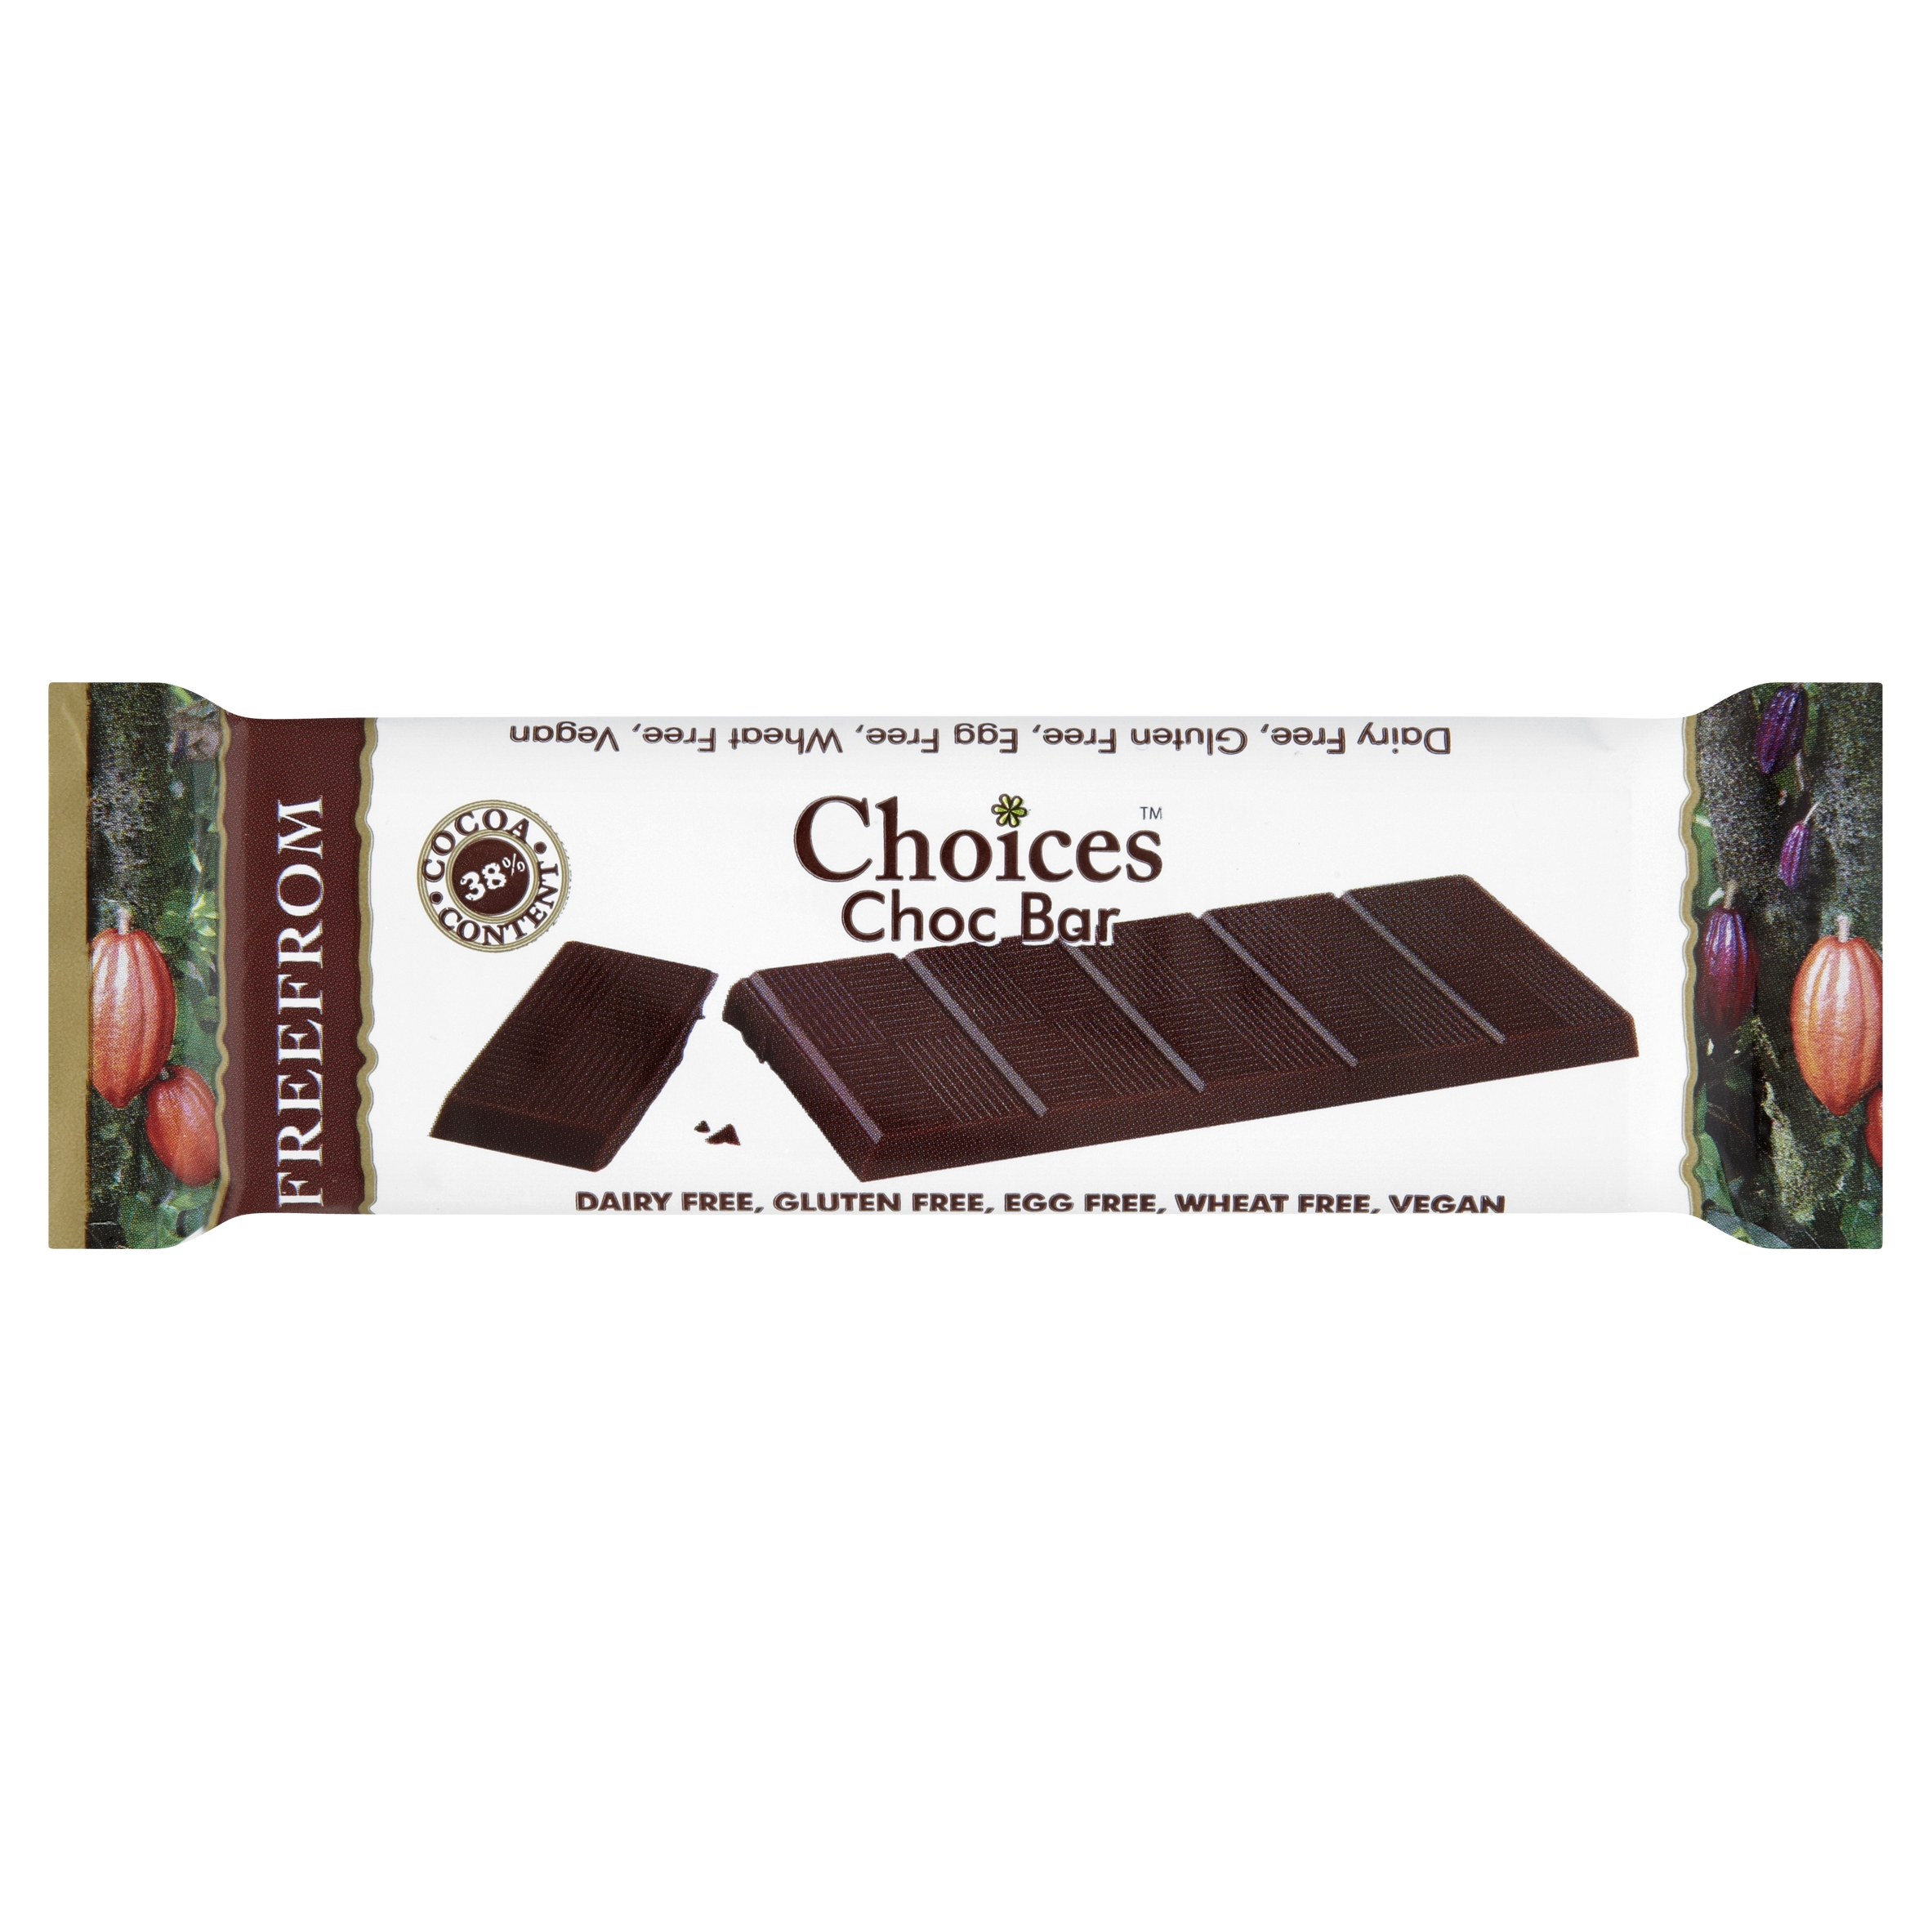 Dairy Free, Gluten Free, Egg Free, Wheat Free, Vegan
FREEFROM
COCOA
38%
CONTENT
Choices™
Choc Bar
DAIRY FREE, GLUTEN FREE, EGG FREE, WHEAT FREE, VEGAN